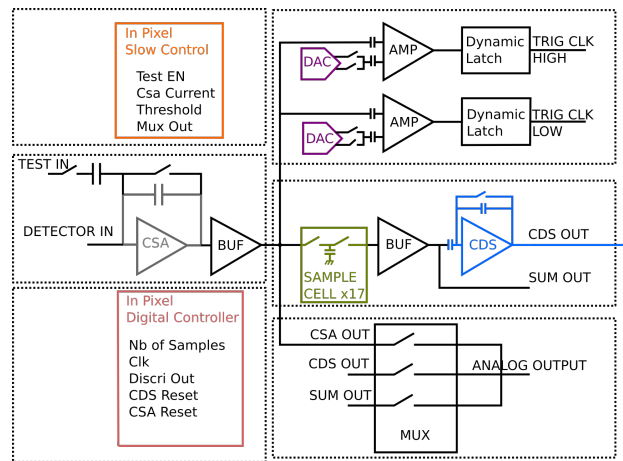 In Pixel
Slow Control
Test EN
Csa Current
Threshold
Mux Out
DAC
AMP
Dynamic
Latch
TRIG CLK
HIGH
DAC
AMP
Dynamic
Latch
TRIG CLK
LOW
TEST IN
DETECTOR IN
CSA
BUF
SAMPLE
CELL x17
BUF
CDS
CDS OUT
SUM OUT
In Pixel
Digital Controller
Nb of Samples
Clk
Discri Out
CDS Reset
CSA Reset
CSA OUT
CDS OUT
SUM OUT
MUX
ANALOG OUTPUT